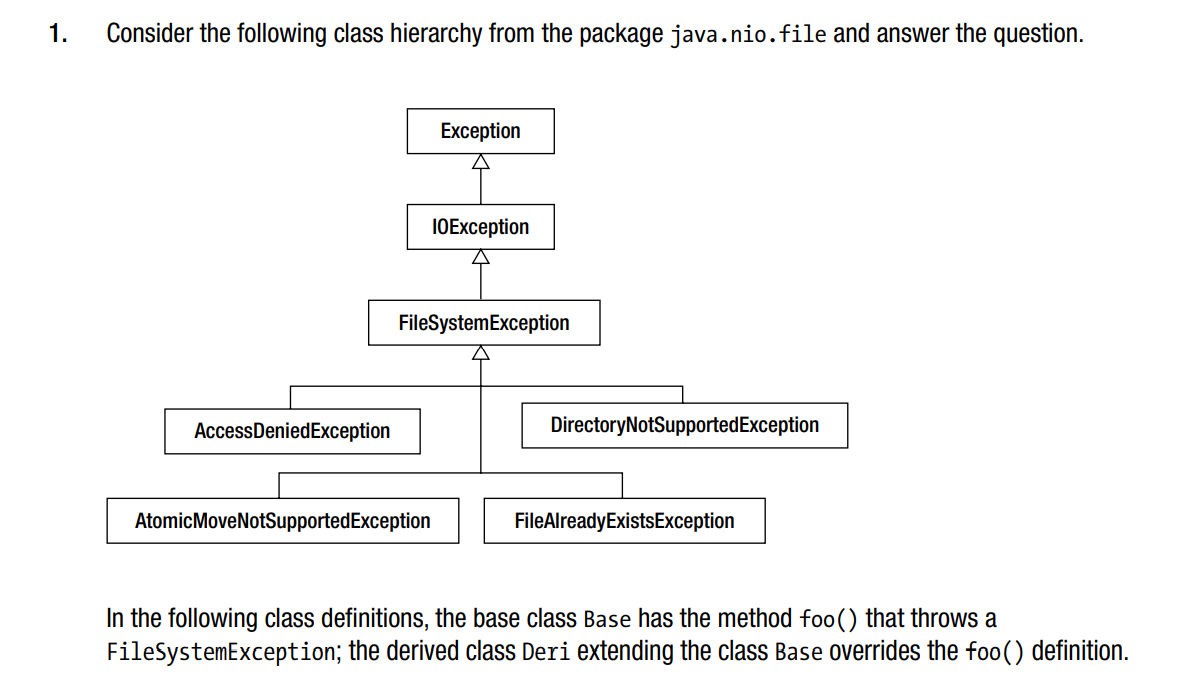 1. Consider the following class hierarchy from the package java.nio.file and answer the question.
Exception
IOException
FileSystemException
AccessDeniedException
DirectoryNotSupportedException
AtomicMoveNotSupportedException
FileAlreadyExistsException
In the following class definitions, the base class Base has the method foo() that throws a
FileSystemException; the derived class Deri extending the class Base overrides the foo() definition.